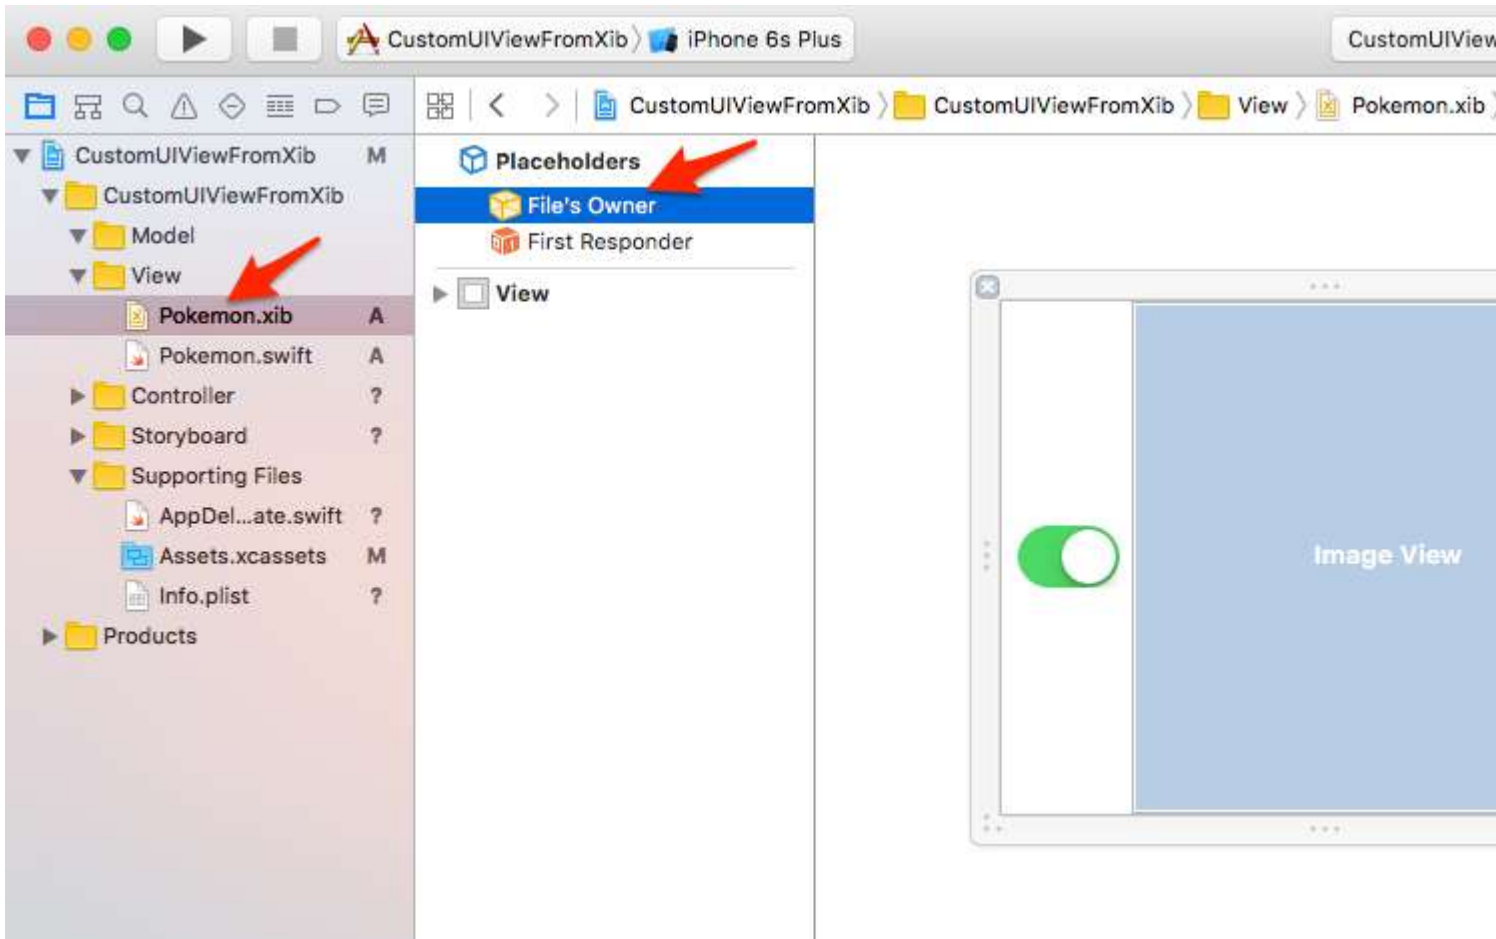 CustomUIViewFromXib iPhone 6s Plus
CustomUIView
CustomUIViewFromXib CustomUIViewFromXib View Pokemon.xib
CustomUIViewFromXib M
CustomUIViewFromXib
Model
View
Pokemon.xib A
Pokemon.swift A
Controller ?
Storyboard ?
Supporting Files
AppDel...ate.swift ?
Assets.xcassets M
Info.plist ?
Products
Placeholders
File's Owner
First Responder
View
Image View